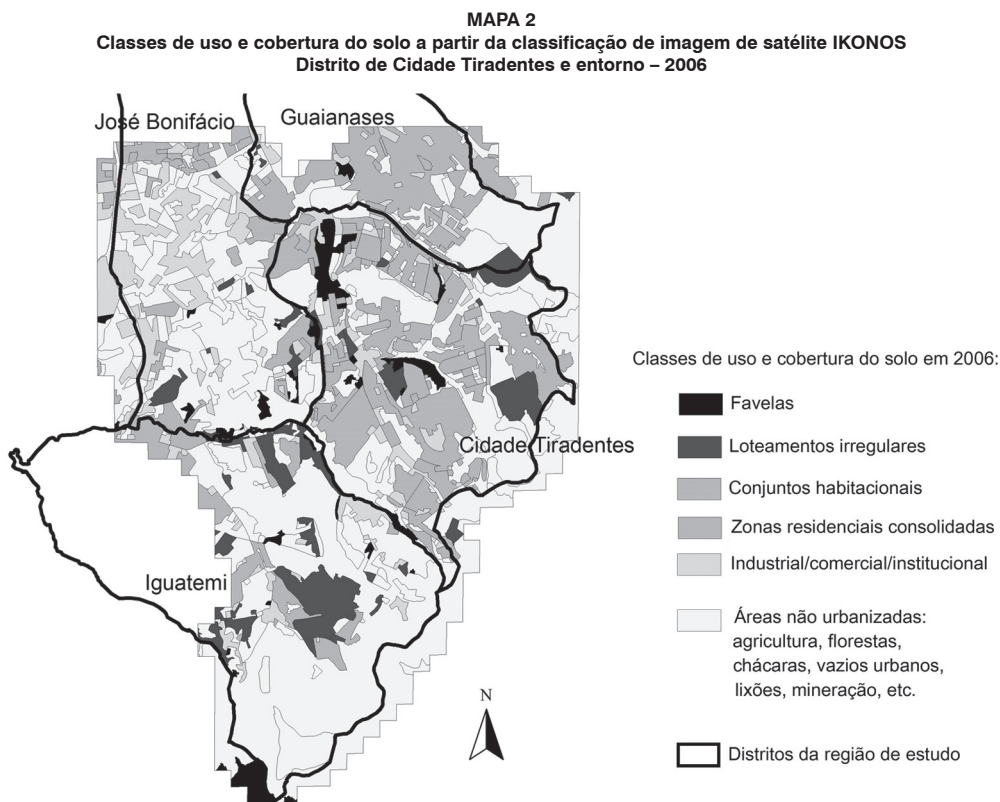 MAPA 2
Classes de uso e cobertura do solo a partir da classificação de imagem de satélite IKONOS
Distrito de Cidade Tiradentes e entorno – 2006
José Bonifácio
Guaianases
Cidade Tiradentes
Iguatemi
N
Classes de uso e cobertura do solo em 2006:
Favelas
Loteamentos irregulares
Conjuntos habitacionais
Zonas residenciais consolidadas
Industrial/comercial/institucional
Áreas não urbanizadas:
agricultura, florestas,
chácaras, vazios urbanos,
lixões, mineração, etc.
Distritos da região de estudo